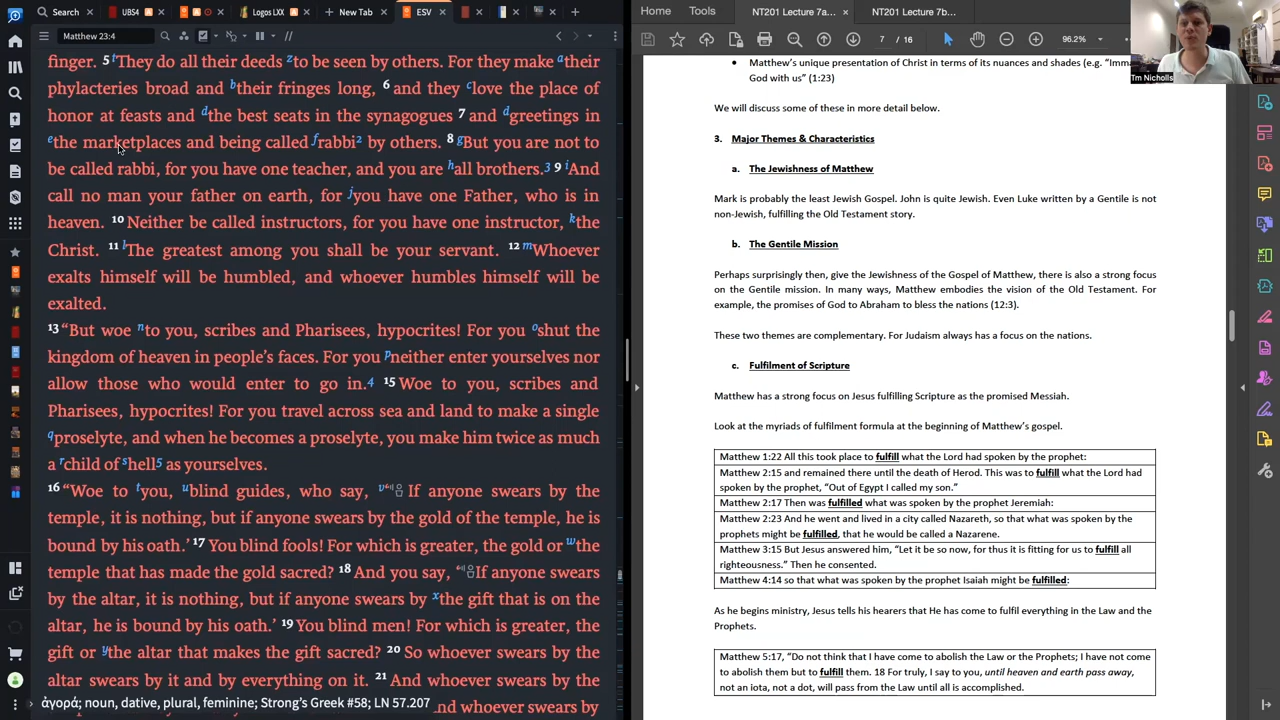 Search
UBS4
AD
Logos LXX
New Tab
ESV
Matthew 23:4
finger. 5 tThey do all their deeds zto be seen by others. For they make atheir
phylacteries broad and btheir fringes long, 6 and they clove the place of
honor at feasts and dthe best seats in the synagogues 7 and dgreetings in
ethe marketplaces and being called frabbi2 by others. 8 gBut you are not to
be called rabbi, for you have one teacher, and you are hall brothers.3 9 iAnd
call no man your father on earth, for jyou have one Father, who is in
heaven. 10 Neither be called instructors, for you have one instructor, kthe
Christ. 11 lThe greatest among you shall be your servant. 12 mWhoever
exalts himself will be humbled, and whoever humbles himself will be
exalted.
13 “But woe nto you, scribes and Pharisees, hypocrites! For you oshut the
kingdom of heaven in people’s faces. For you pneither enter yourselves nor
allow those who would enter to go in.4 15 Woe to you, scribes and
Pharisees, hypocrites! For you travel across sea and land to make a single
qproselyte, and when he becomes a proselyte, you make him twice as much
a rchild of shell5 as yourselves.
16 “Woe to tyou, ublind guides, who say, vIf anyone swears by the
temple, it is nothing, but if anyone swears by the gold of the temple, he is
bound by his oath.’ 17 You blind fools! For which is greater, the gold or wthe
temple that has made the gold sacred? 18 And you say, ‘If anyone swears
by the altar, it is nothing, but if anyone swears by xthe gift that is on the
altar, he is bound by his oath.’ 19 You blind men! For which is greater, the
gift or ythe altar that makes the gift sacred? 20 So whoever swears by the
altar swears by it and by everything on it. 21 And whoever swears by the
ἀγορά, noun, dative, plural, feminine; Strong’s Greek #58; LN 57.207
nd whoever swears by
Home Tools NT201 Lecture 7a... NT201 Lecture 7b...
7 / 16 96.2%
Tm Nicholls
• Matthew’s unique presentation of Christ in terms of its nuances and shades (e.g. “Imm
God with us” (1:23)
We will discuss some of these in more detail below.
3. Major Themes & Characteristics
a. The Jewishness of Matthew
Mark is probably the least Jewish Gospel. John is quite Jewish. Even Luke written by a Gentile is not
non-Jewish, fulfilling the Old Testament story.
b. The Gentile Mission
Perhaps surprisingly then, give the Jewishness of the Gospel of Matthew, there is also a strong focus
on the Gentile mission. In many ways, Matthew embodies the vision of the Old Testament. For
example, the promises of God to Abraham to bless the nations (12:3).
These two themes are complementary. For Judaism always has a focus on the nations.
c. Fulfilment of Scripture
Matthew has a strong focus on Jesus fulfilling Scripture as the promised Messiah.
Look at the myriads of fulfilment formula at the beginning of Matthew’s gospel.
Matthew 1:22 All this took place to fulfill what the Lord had spoken by the prophet:
Matthew 2:15 and remained there until the death of Herod. This was to fulfill what the Lord had
spoken by the prophet, “Out of Egypt I called my son.”
Matthew 2:17 Then was fulfilled what was spoken by the prophet Jeremiah:
Matthew 2:23 And he went and lived in a city called Nazareth, so that what was spoken by the
prophets might be fulfilled, that he would be called a Nazarene.
Matthew 3:15 But Jesus answered him, “Let it be so now, for thus it is fitting for us to fulfill all
righteousness.” Then he consented.
Matthew 4:14 so that what was spoken by the prophet Isaiah might be fulfilled:
As he begins ministry, Jesus tells his hearers that He has come to fulfil everything in the Law and the
Prophets.
Matthew 5:17, “Do not think that I have come to abolish the Law or the Prophets; I have not come
to abolish them but to fulfill them. 18 For truly, I say to you, until heaven and earth pass away,
not an iota, not a dot, will pass from the Law until all is accomplished.